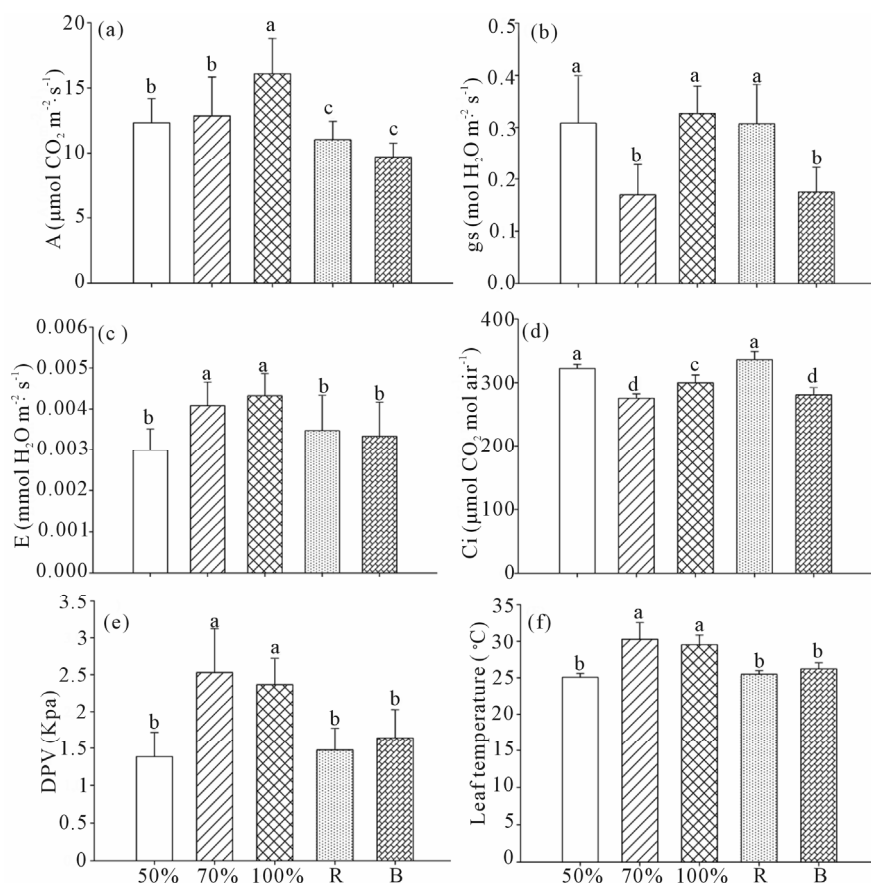 (a)
20
15
10
5
0
A (μmol CO₂ m⁻² s⁻¹)
b
b
a
c
c
(b)
0.5
0.4
0.3
0.2
0.1
0.0
gs (mol H₂O m⁻² s⁻¹)
a
b
a
a
b
(c )
0.006
0.005
0.004
0.003
0.002
0.001
0.000
E (mmol H₂O m⁻² s⁻¹)
b
a
a
b
b
(d)
400
300
200
100
0
Ci (μmol CO₂ mol air⁻¹)
a
d
c
a
d
(e)
3.5
3
2.5
2
1.5
1
0.5
0
DPV (Kpa)
b
a
a
b
b
50% 70% 100% R B
(f)
35
30
25
20
15
10
5
0
Leaf temperature (°C)
b
a
a
b
b
50% 70% 100% R B